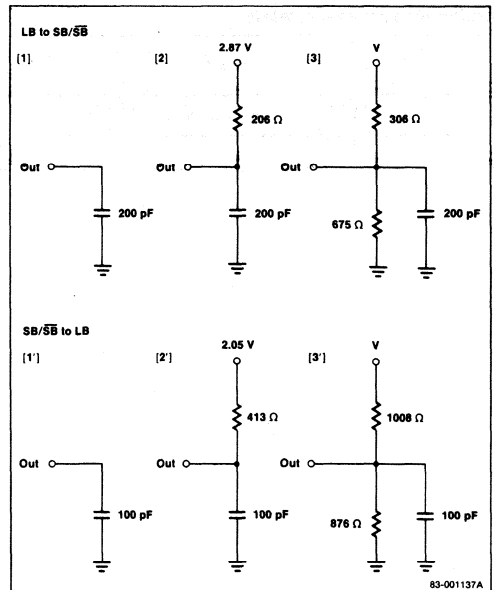 LB to SB/S̅B̅
[1]
[2]
2.87 V
[3]
V
206 Ω
306 Ω
Out
Out
Out
200 pF
200 pF
675 Ω
200 pF
SB/S̅B̅ to LB
[1']
[2']
2.05 V
[3']
V
413 Ω
1008 Ω
Out
Out
Out
100 pF
100 pF
876 Ω
100 pF
83-001137A